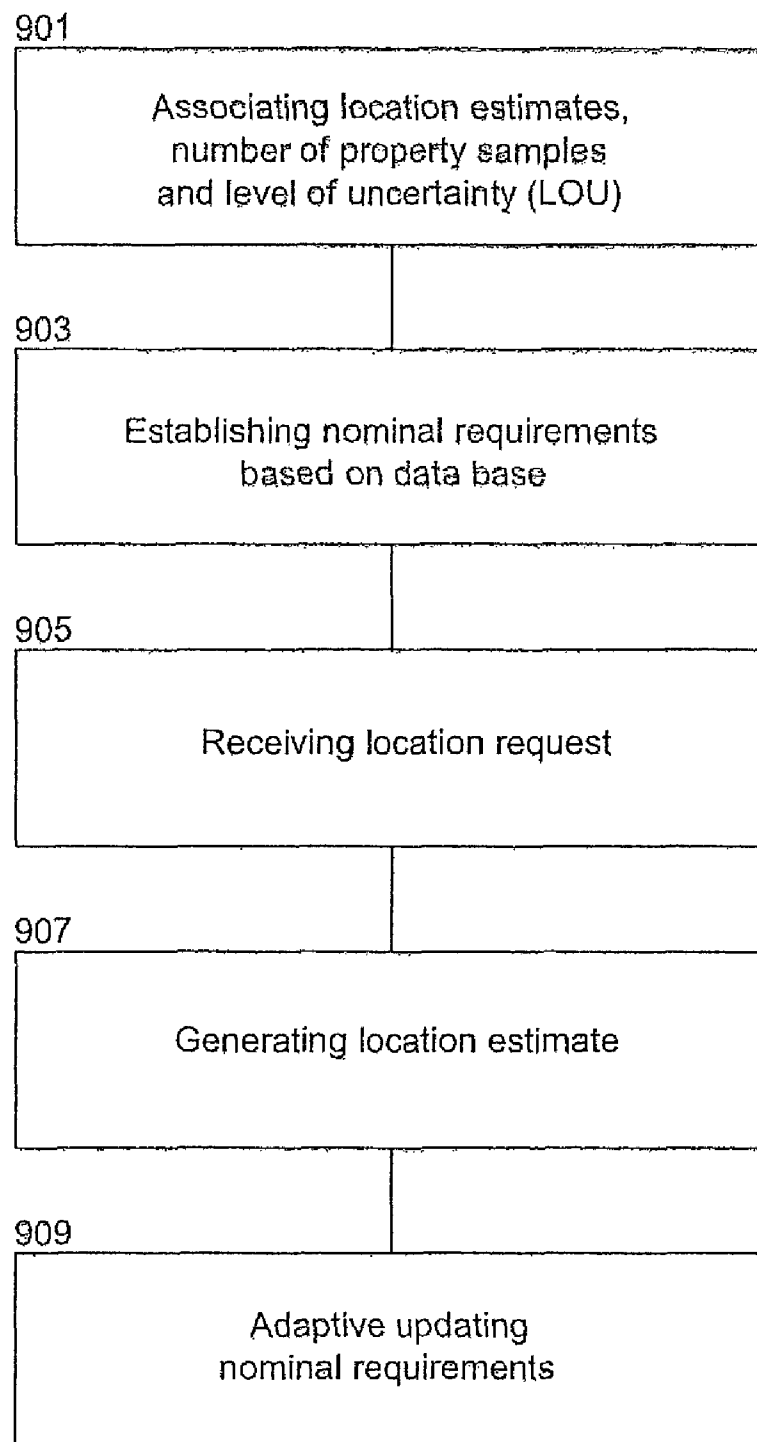 901
Associating location estimates,
number of property samples
and level of uncertainty (LOU)
903
Establishing nominal requirements
based on data base
905
Receiving location request
907
Generating location estimate
909
Adaptive updating
nominal requirements